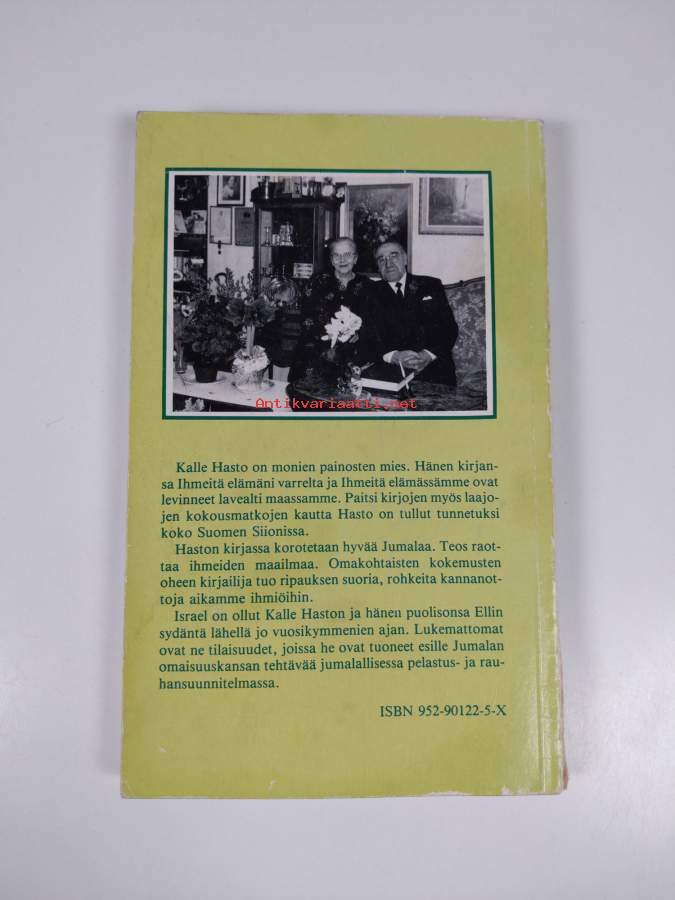 Antikvariaatti.net
Kalle Hasto on monien painosten mies. Hänen kirjan-
sa Ihmeitä elämäni varrelta ja Ihmeitä elämässämme ovat
levinneet lavealti maassamme. Paitsi kirjojen myös laajo-
jen kokousmatkojen kautta Hasto on tullut tunnetuksi
koko Suomen Siionissa.
Haston kirjassa korotetaan hyvää Jumalaa. Teos raot-
taa ihmeiden maailmaa. Omakohtaisten kokemusten
oheen kirjailija tuo ripauksen suoria, rohkeita kannanot-
toja aikamme ihmiöihin.
Israel on ollut Kalle Haston ja hänen puolisonsa Ellin
sydäntä lähellä jo vuosikymmenien ajan. Lukemattomat
ovat ne tilaisuudet, joissa he ovat tuoneet esille Jumalan
omaisuuskansan tehtävää jumalallisessa pelastus- ja rau-
hansuunnitelmassa.
ISBN 952-90122-5-X